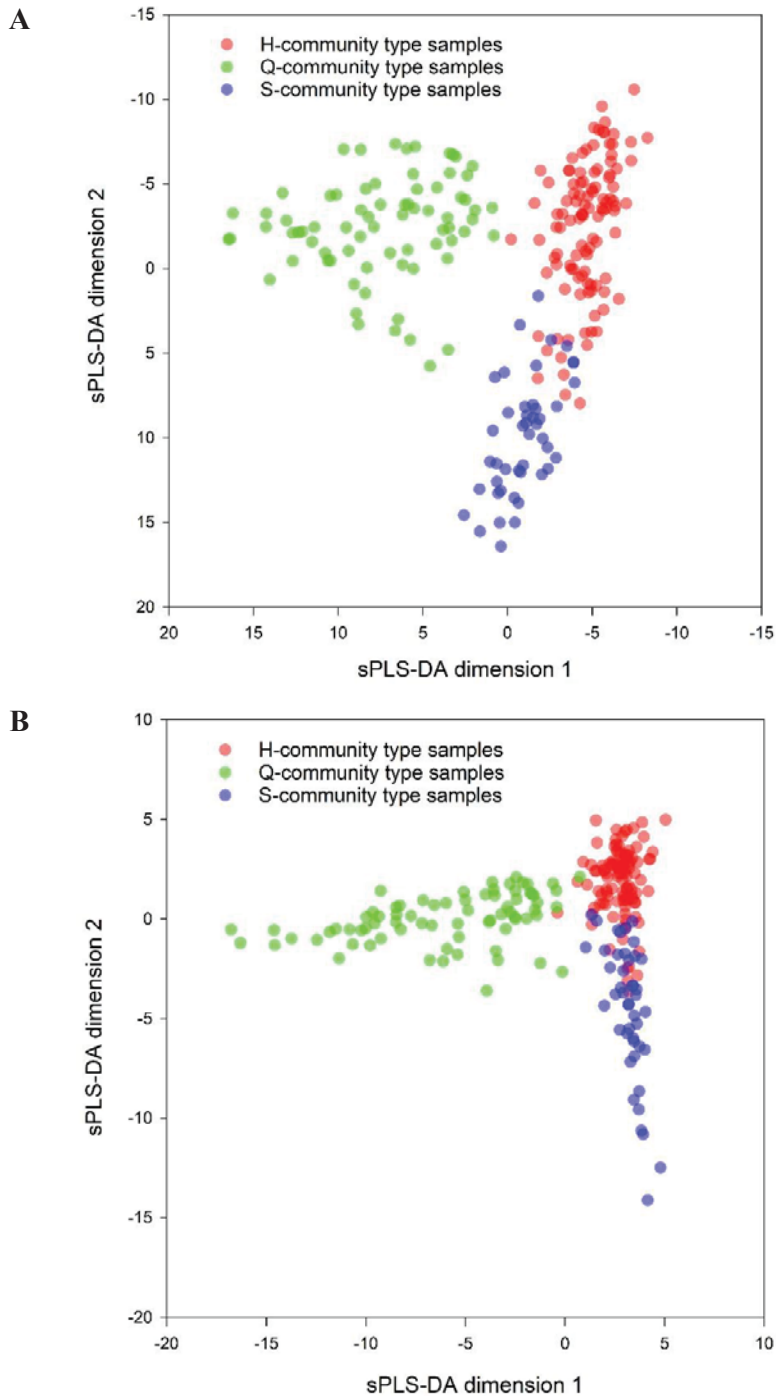 A
-15
H-community type samples
Q-community type samples
S-community type samples
-10
-5
0
5
10
15
20
sPLS-DA dimension 2
20 15 10 5 0 -5 -10 -15
sPLS-DA dimension 1
B
10
H-community type samples
Q-community type samples
S-community type samples
5
0
-5
-10
-15
-20
sPLS-DA dimension 2
-20 -15 -10 -5 0 5 10
sPLS-DA dimension 1